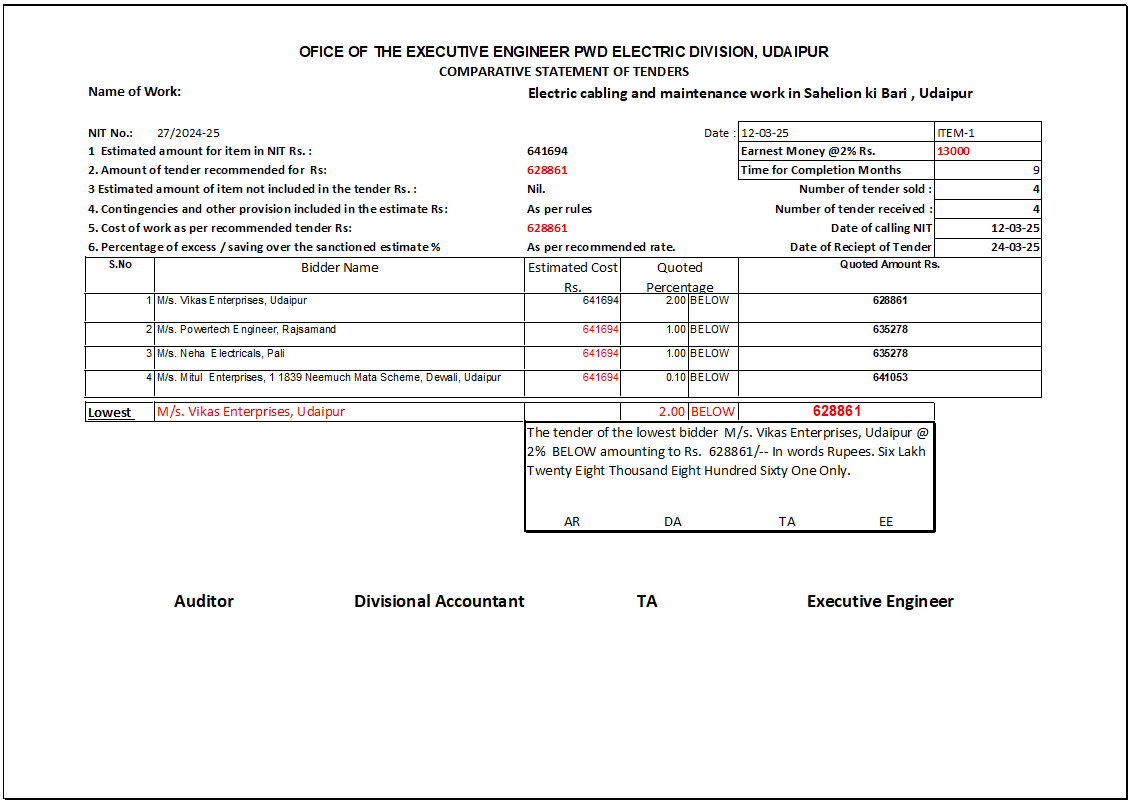 OFICE OF THE EXECUTIVE ENGINEER PWD ELECTRIC DIVISION, UDAIPUR
COMPARATIVE STATEMENT OF TENDERS
Name of Work: Electric cabling and maintenance work in Sahelion ki Bari , Udaipur
NIT No.: 27/2024-25 Date : 12-03-25 ITEM-1
1 Estimated amount for item in NIT Rs. : 641694 Earnest Money @2% Rs. 13000
2. Amount of tender recommended for Rs: 628861 Time for Completion Months 9
3 Estimated amount of item not included in the tender Rs. : Nil. Number of tender sold : 4
4. Contingencies and other provision included in the estimate Rs: As per rules Number of tender received : 4
5. Cost of work as per recommended tender Rs: 628861 Date of calling NIT 12-03-25
6. Percentage of excess / saving over the sanctioned estimate % As per recommended rate. Date of Reciept of Tender 24-03-25
S.No Bidder Name Estimated Cost Rs. Quoted Percentage Quoted Amount Rs.
1 M/s. Vikas Enterprises, Udaipur 641694 2.00 BELOW 628861
2 M/s. Powertech Engineer, Rajsamand 641694 1.00 BELOW 635278
3 M/s. Neha Electricals, Pali 641694 1.00 BELOW 635278
4 M/s. Mitul Enterprises, 1 1839 Neemuch Mata Scheme, Dewali, Udaipur 641694 0.10 BELOW 641053
Lowest M/s. Vikas Enterprises, Udaipur 2.00 BELOW 628861
The tender of the lowest bidder M/s. Vikas Enterprises, Udaipur @
2% BELOW amounting to Rs. 628861/-- In words Rupees. Six Lakh
Twenty Eight Thousand Eight Hundred Sixty One Only.
AR DA TA EE
Auditor Divisional Accountant TA Executive Engineer